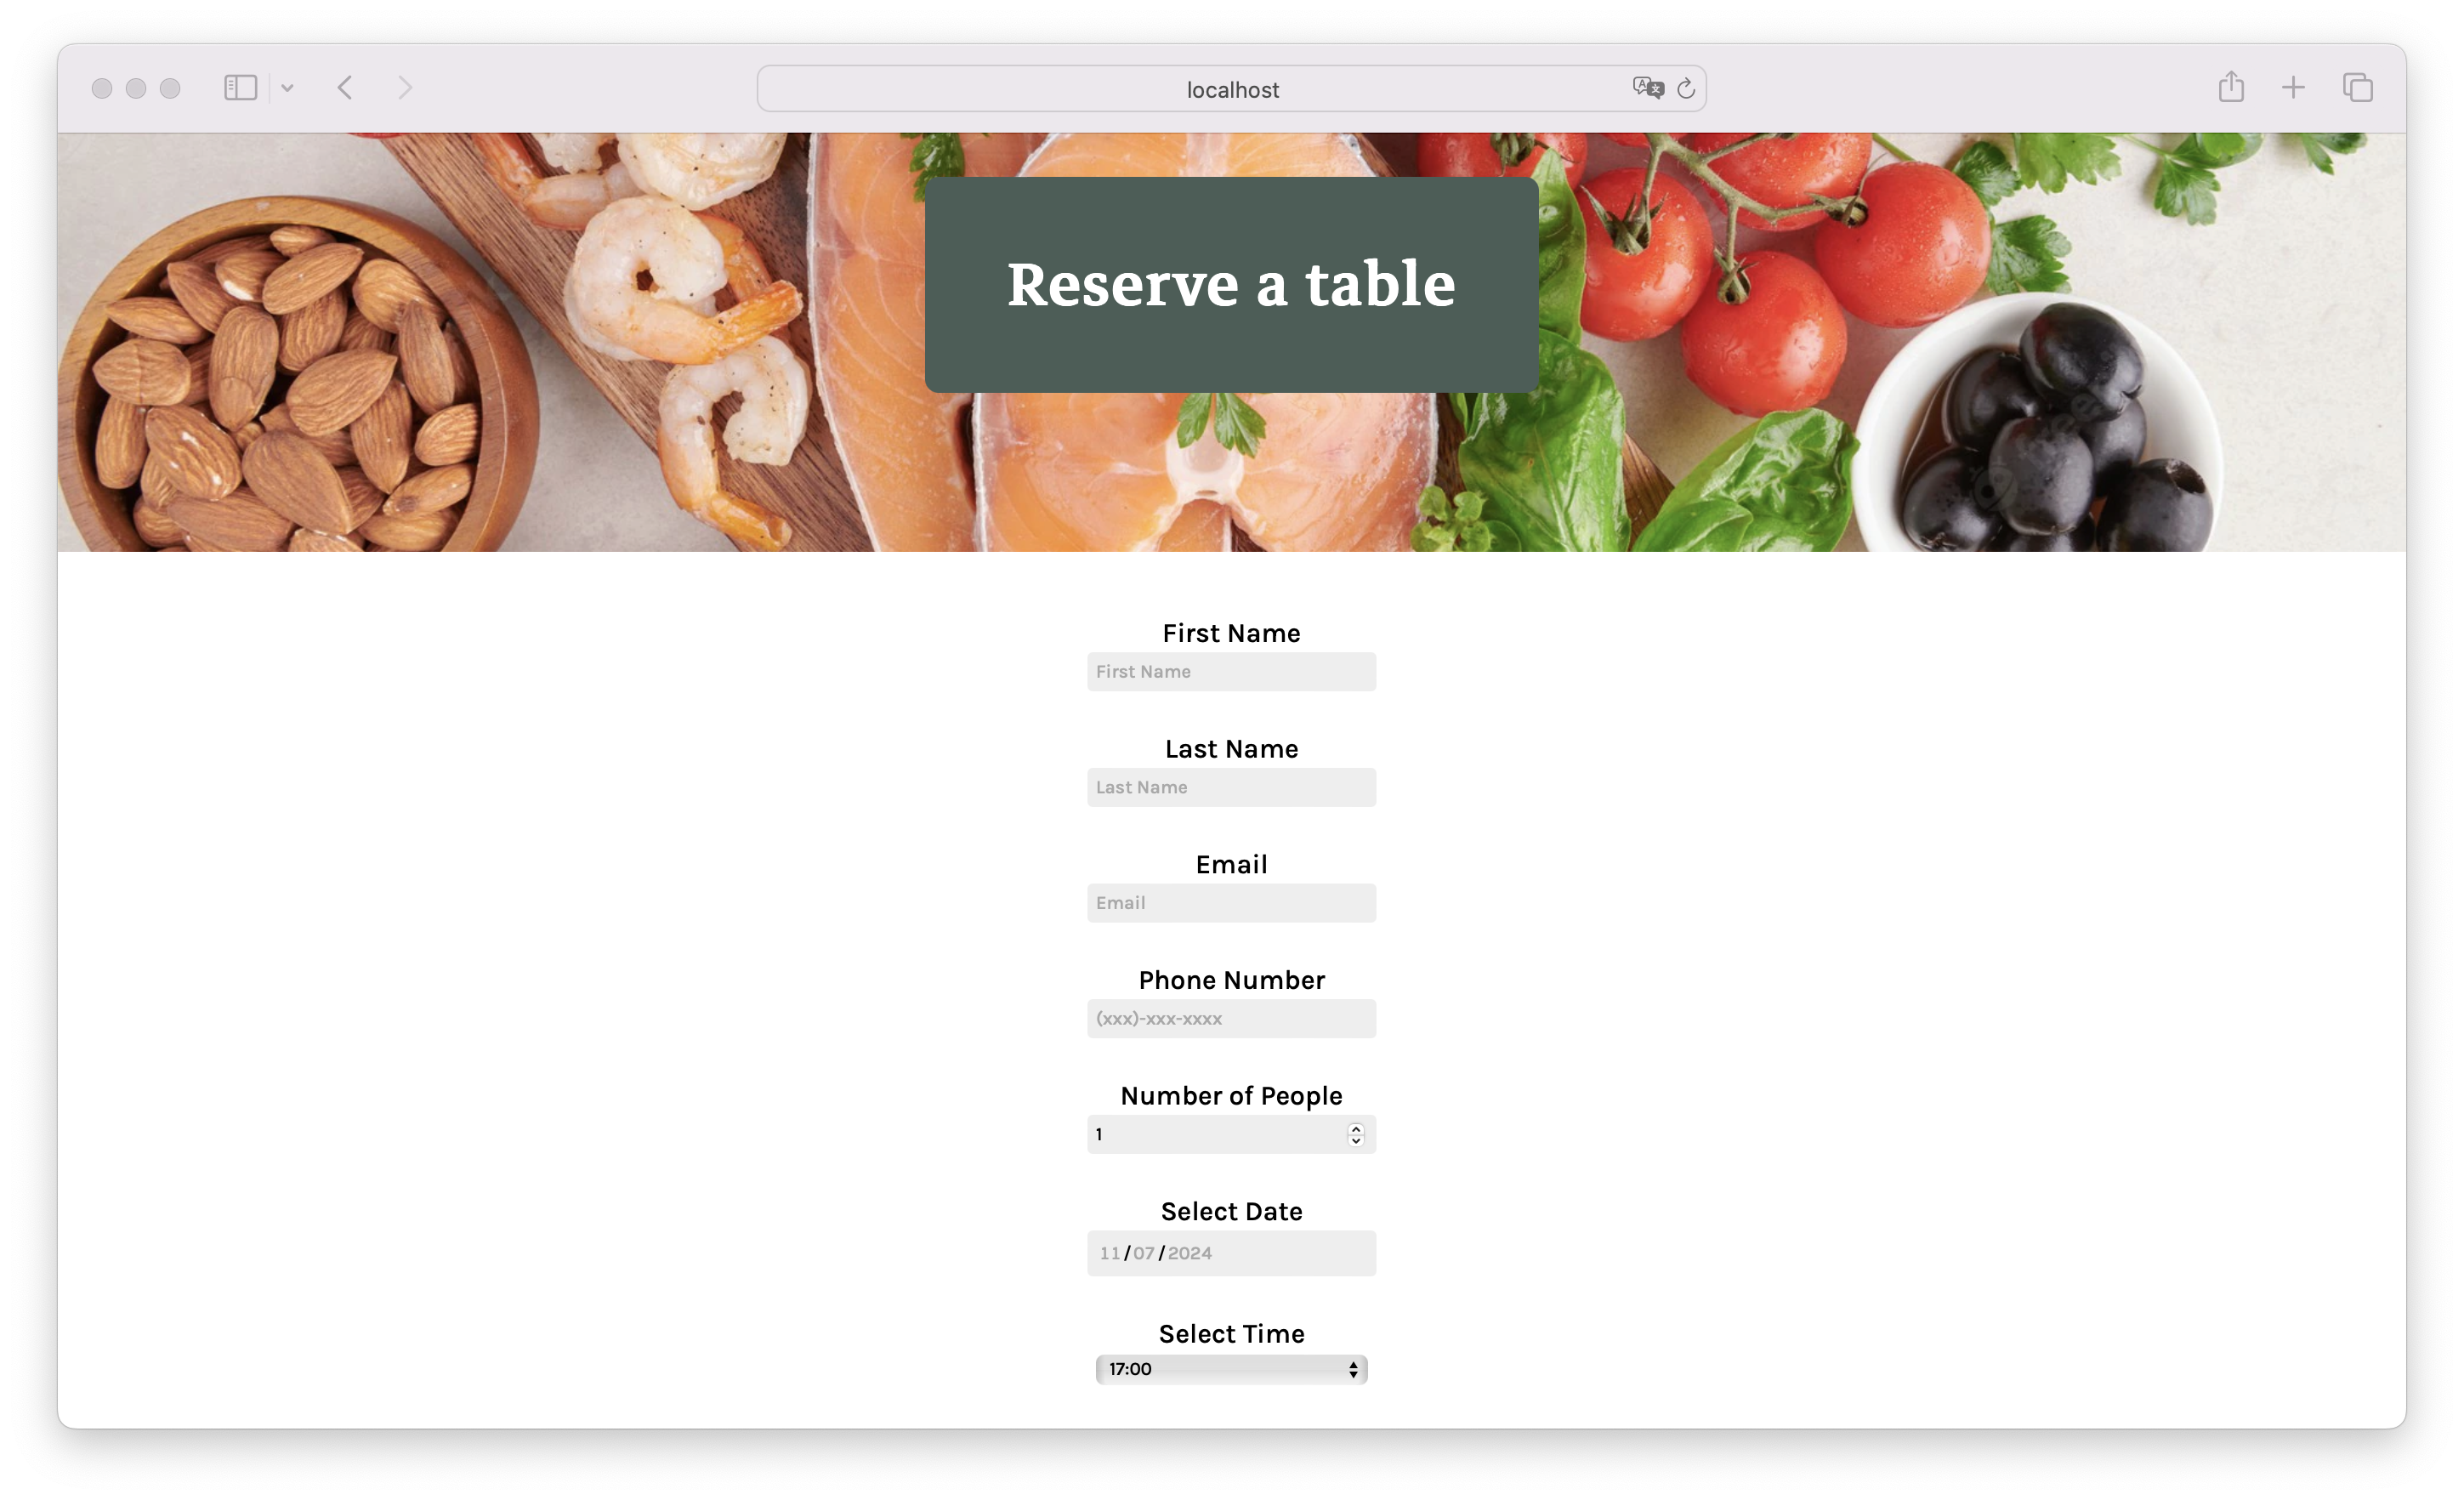 localhost
Reserve a table
First Name
First Name
Last Name
Last Name
Email
Email
Phone Number
(xxx)-xxx-xxxx
Number of People
1
Select Date
11/07/2024
Select Time
17:00